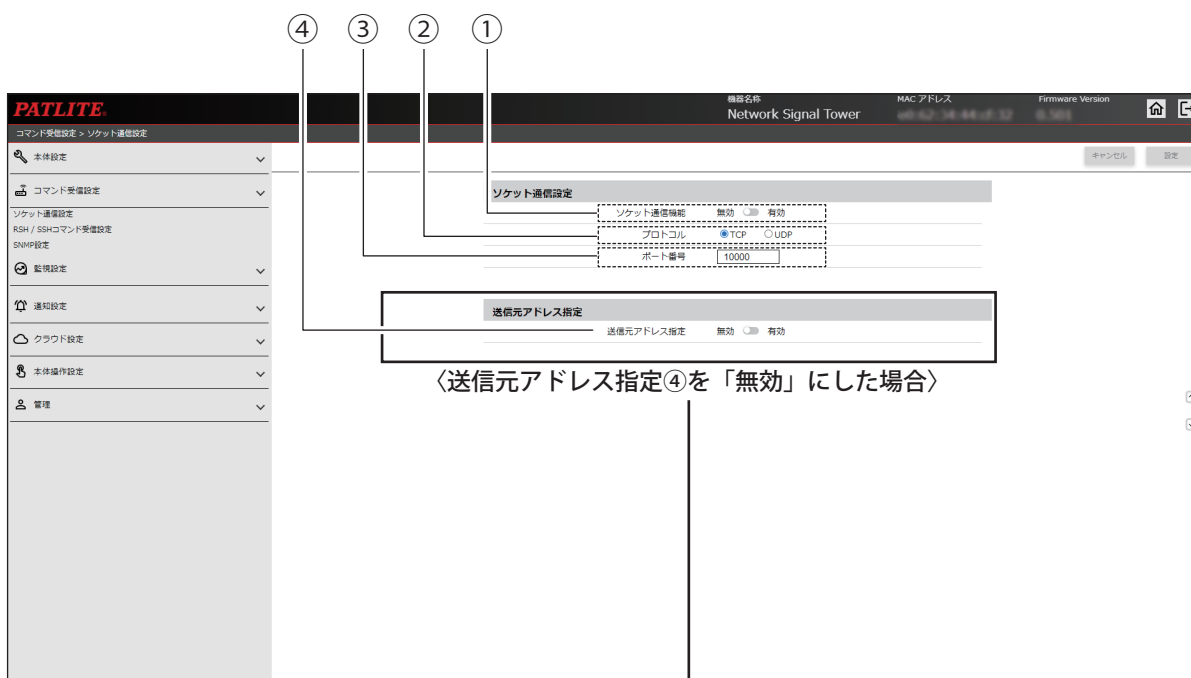 ④ ③ ② ①
PATLITE
機器名称
Network Signal Tower
MAC アドレス
Firmware Version
コマンド受信設定 > ソケット通信設定
本体設定
コマンド受信設定
ソケット通信設定
RSH / SSHコマンド受信設定
SNMP設定
監視設定
通知設定
クラウド設定
本体操作設定
管理
キャンセル
設定
ソケット通信設定
ソケット通信機能 無効 有効
プロトコル TCP UDP
ポート番号 10000
送信元アドレス指定
送信元アドレス指定 無効 有効
〈送信元アドレス指定④を「無効」にした場合〉